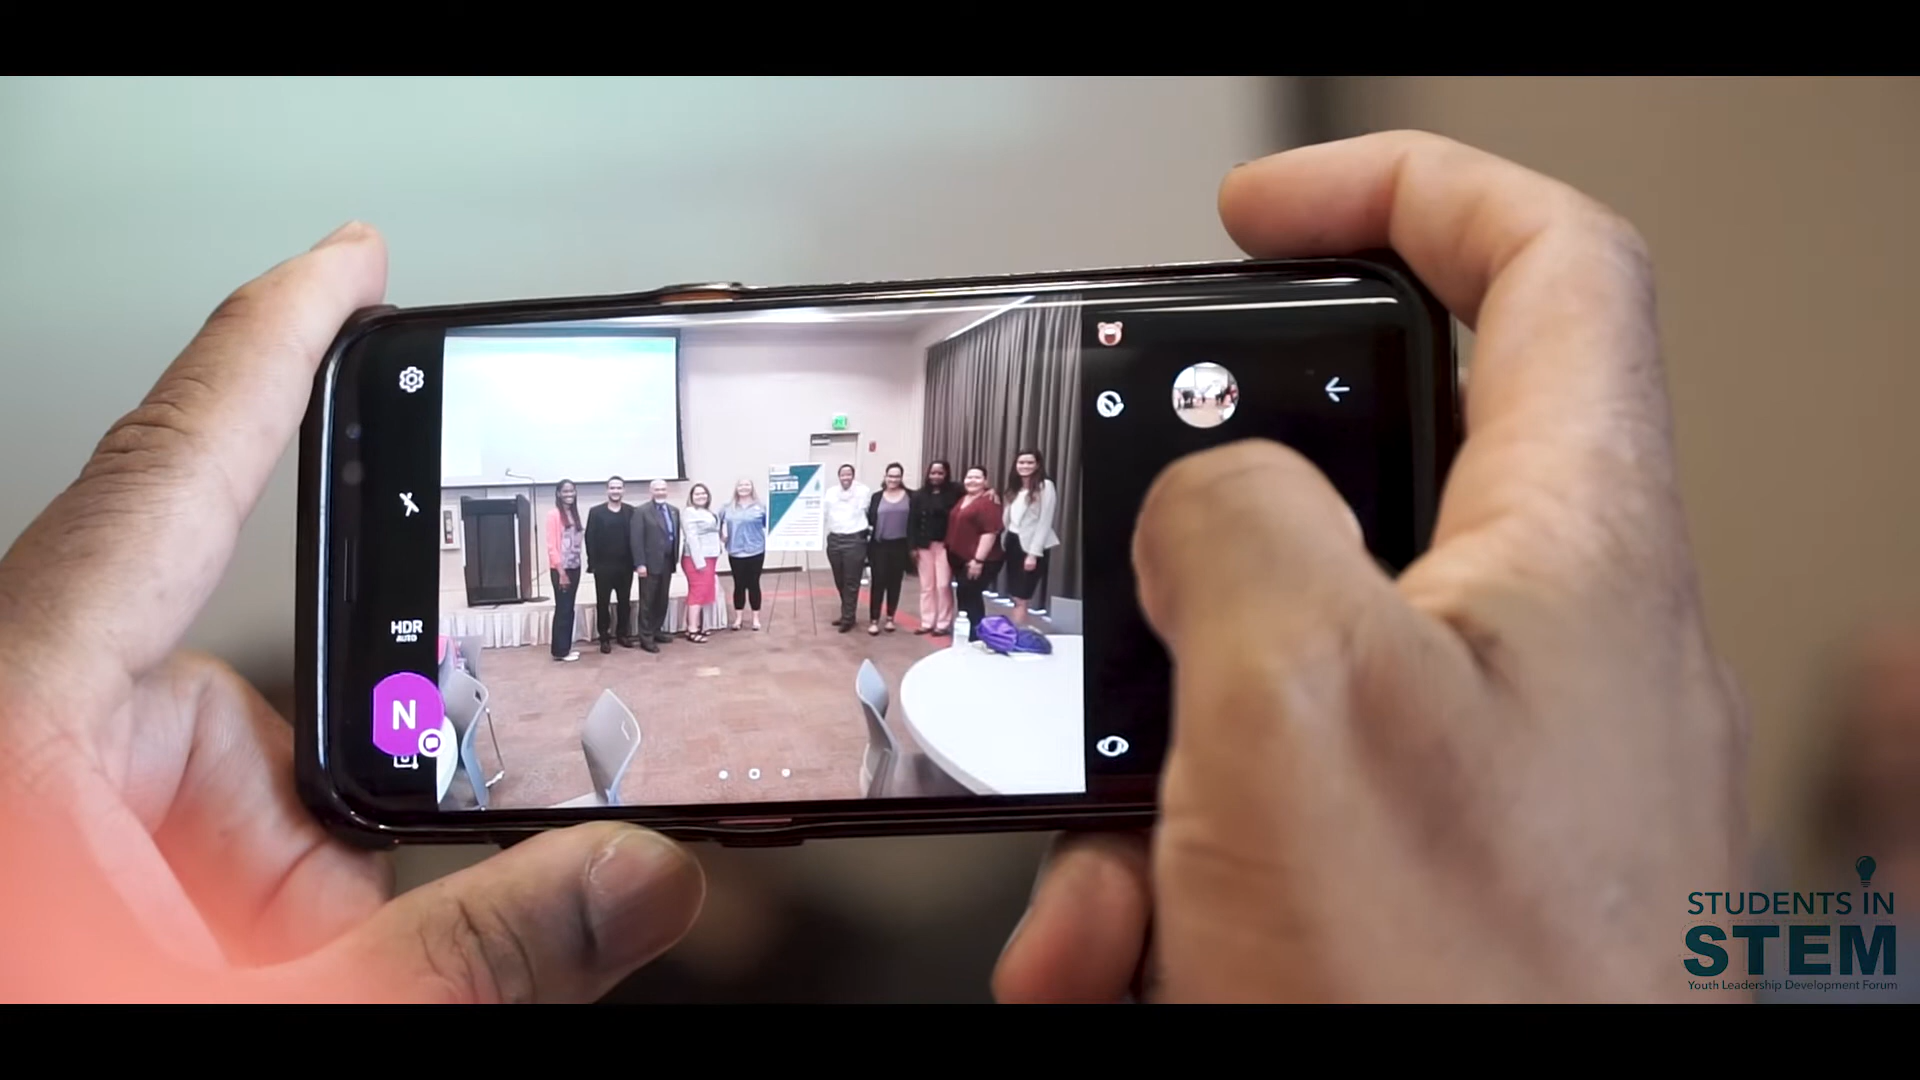 HDR
AUTO
N
STEM
STUDENTS IN
STEM
Youth Leadership Development Forum